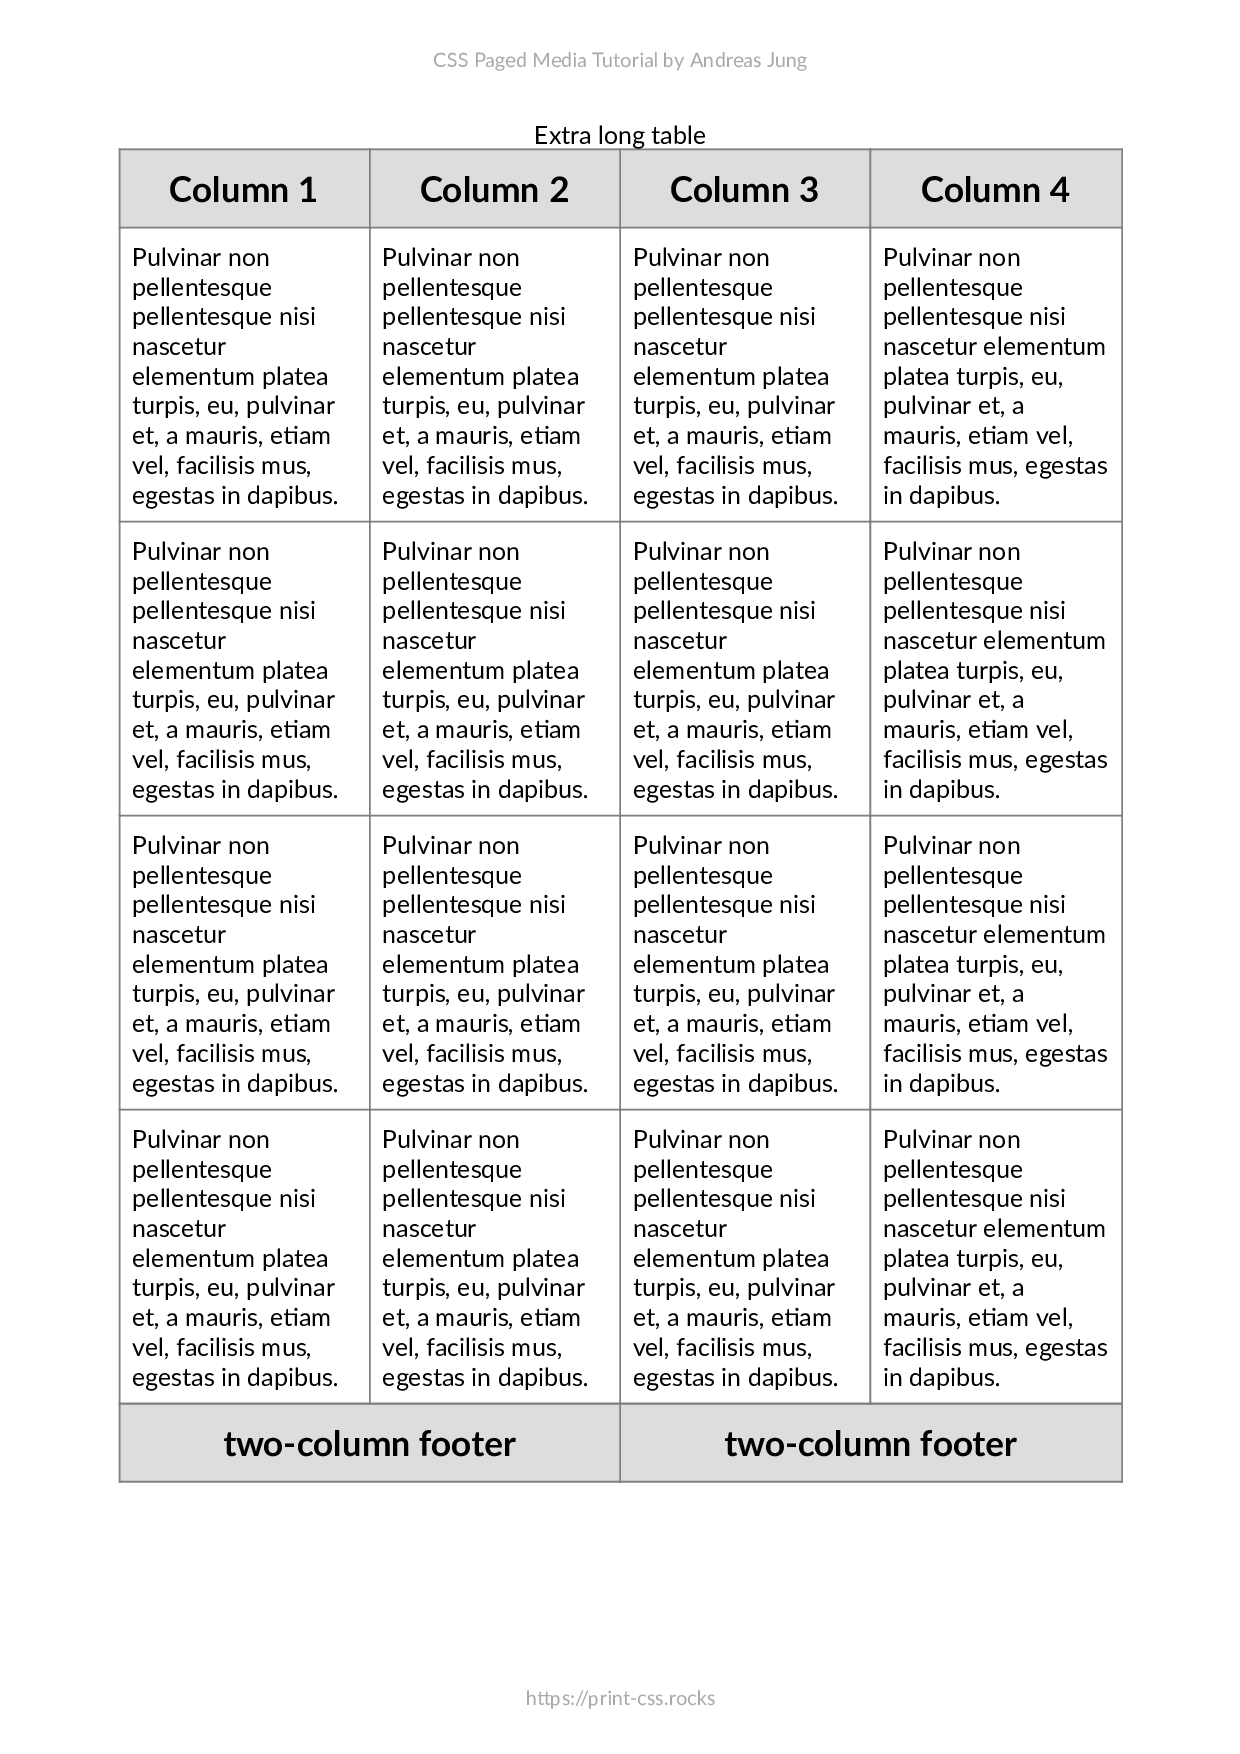 CSS Paged Media Tutorial by Andreas Jung
Extra long table
Column 1 Column 2 Column 3 Column 4
Pulvinar non Pulvinar non Pulvinar non Pulvinar non
pellentesque pellentesque pellentesque pellentesque
pellentesque nisi pellentesque nisi pellentesque nisi pellentesque nisi
nascetur nascetur nascetur nascetur elementum
elementum platea elementum platea elementum platea platea turpis, eu,
turpis, eu, pulvinar turpis, eu, pulvinar turpis, eu, pulvinar pulvinar et, a
et, a mauris, etiam et, a mauris, etiam et, a mauris, etiam mauris, etiam vel,
vel, facilisis mus, vel, facilisis mus, vel, facilisis mus, facilisis mus, egestas
egestas in dapibus. egestas in dapibus. egestas in dapibus. in dapibus.
Pulvinar non Pulvinar non Pulvinar non Pulvinar non
pellentesque pellentesque pellentesque pellentesque
pellentesque nisi pellentesque nisi pellentesque nisi pellentesque nisi
nascetur nascetur nascetur nascetur elementum
elementum platea elementum platea elementum platea platea turpis, eu,
turpis, eu, pulvinar turpis, eu, pulvinar turpis, eu, pulvinar pulvinar et, a
et, a mauris, etiam et, a mauris, etiam et, a mauris, etiam mauris, etiam vel,
vel, facilisis mus, vel, facilisis mus, vel, facilisis mus, facilisis mus, egestas
egestas in dapibus. egestas in dapibus. egestas in dapibus. in dapibus.
Pulvinar non Pulvinar non Pulvinar non Pulvinar non
pellentesque pellentesque pellentesque pellentesque
pellentesque nisi pellentesque nisi pellentesque nisi pellentesque nisi
nascetur nascetur nascetur nascetur elementum
elementum platea elementum platea elementum platea platea turpis, eu,
turpis, eu, pulvinar turpis, eu, pulvinar turpis, eu, pulvinar pulvinar et, a
et, a mauris, etiam et, a mauris, etiam et, a mauris, etiam mauris, etiam vel,
vel, facilisis mus, vel, facilisis mus, vel, facilisis mus, facilisis mus, egestas
egestas in dapibus. egestas in dapibus. egestas in dapibus. in dapibus.
Pulvinar non Pulvinar non Pulvinar non Pulvinar non
pellentesque pellentesque pellentesque pellentesque
pellentesque nisi pellentesque nisi pellentesque nisi pellentesque nisi
nascetur nascetur nascetur nascetur elementum
elementum platea elementum platea elementum platea platea turpis, eu,
turpis, eu, pulvinar turpis, eu, pulvinar turpis, eu, pulvinar pulvinar et, a
et, a mauris, etiam et, a mauris, etiam et, a mauris, etiam mauris, etiam vel,
vel, facilisis mus, vel, facilisis mus, vel, facilisis mus, facilisis mus, egestas
egestas in dapibus. egestas in dapibus. egestas in dapibus. in dapibus.
two-column footer two-column footer
https://print-css.rocks